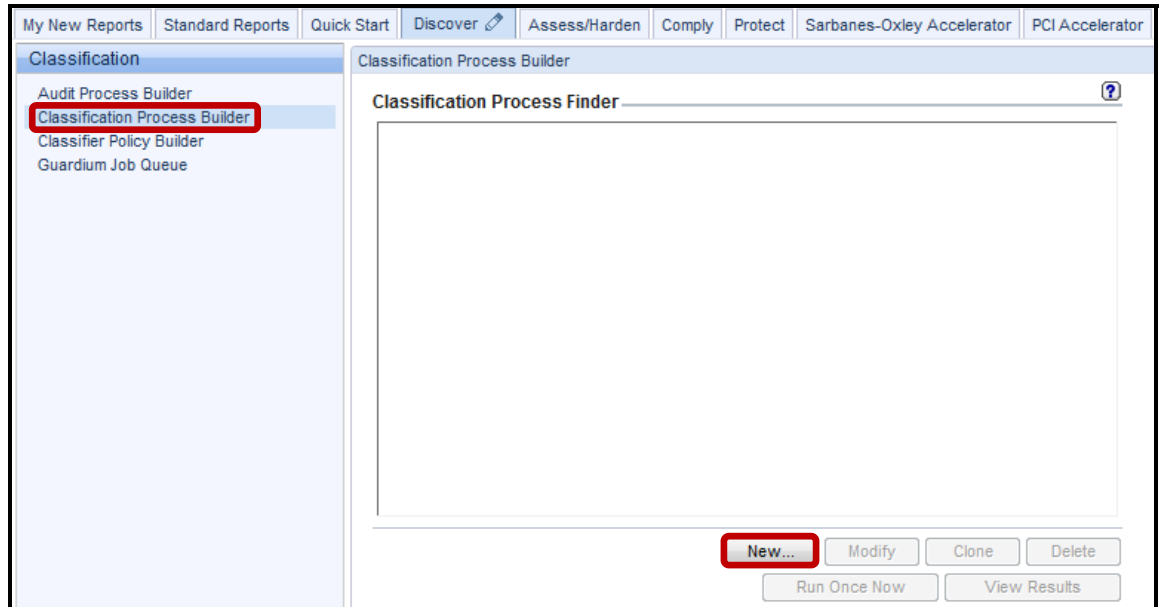 My New Reports Standard Reports Quick Start Discover Assess/Harden Comply Protect Sarbanes-Oxley Accelerator PCI Accelerator
Classification
Audit Process Builder
Classification Process Builder
Classifier Policy Builder
Guardium Job Queue
Classification Process Builder
Classification Process Finder ?
New... Modify Clone Delete
Run Once Now View Results